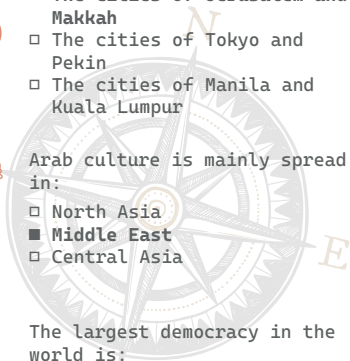 Makkah
□ The cities of Tokyo and
Pekin
□ The cities of Manila and
Kuala Lumpur
N
Arab culture is mainly spread
in:
□ North Asia
■ Middle East
□ Central Asia
E
The largest democracy in the
world is: